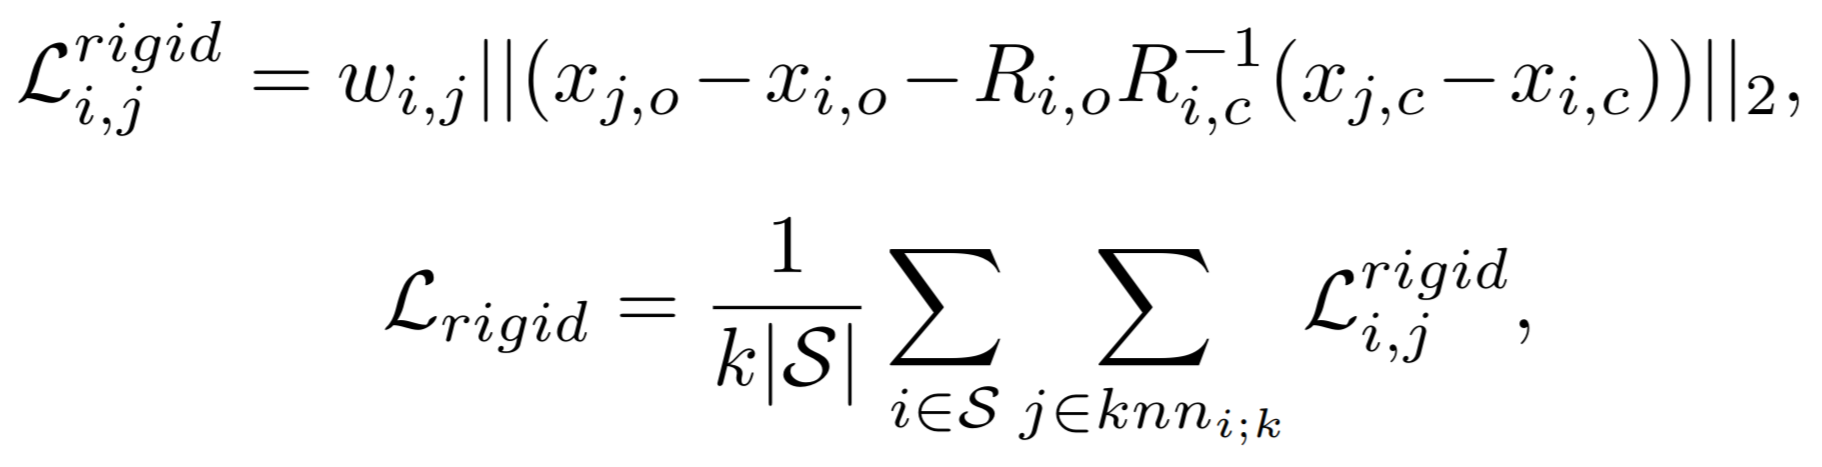 \mathcal{L}_{i,j}^{rigid} = w_{i,j}||(x_{j,o} - x_{i,o} - R_{i,o}R_{i,c}^{-1}(x_{j,c} - x_{i,c}))||_2,
\mathcal{L}_{rigid} = \frac{1}{k|\mathcal{S}|} \sum_{i \in \mathcal{S}} \sum_{j \in knn_{i;k}} \mathcal{L}_{i,j}^{rigid},